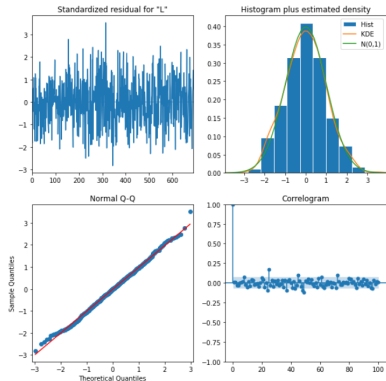 Standardized residual for "L"
3
2
1
0
−1
−2
−3
0 100 200 300 400 500 600
Histogram plus estimated density
Hist
KDE
N(0,1)
0.40
0.35
0.30
0.25
0.20
0.15
0.10
0.05
0.00
−3 −2 −1 0 1 2 3
Normal Q-Q
Sample Quantiles
3
2
1
0
−1
−2
−3
−3 −2 −1 0 1 2 3
Theoretical Quantiles
Correlogram
1.00
0.75
0.50
0.25
0.00
−0.25
−0.50
−0.75
−1.00
0 20 40 60 80 100